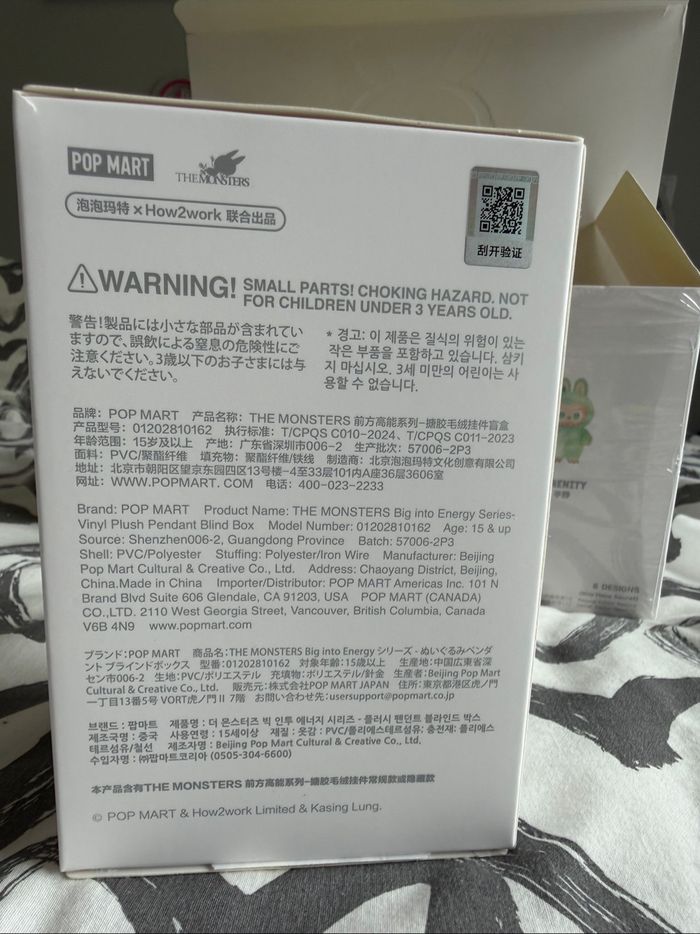 POP MART
THE MONSTERS
泡泡玛特 × How2work 联合出品
刮开验证
WARNING! SMALL PARTS! CHOKING HAZARD. NOT
FOR CHILDREN UNDER 3 YEARS OLD.
警告！製品には小さな部品が含まれてい
ますので、誤飲による窒息の危険性にご
注意ください。3歳以下のお子さまには与
えないでください。
* 경고: 이 제품은 질식의 위험이 있는
작은 부품을 포함하고 있습니다. 삼키
지 마십시오. 3세 미만의 어린이는 사
용할 수 없습니다.
品牌：POP MART 产品名称：THE MONSTERS 前方高能系列-搪胶毛绒挂件盲盒
产品型号：01202810162 执行标准：T/CPQS C010-2024、T/CPQS C011-2023
年龄范围：15岁及以上 产地：广东省深圳市006-2 生产批次：57006-2P3
面料：PVC/聚酯纤维 填充物：聚酯纤维/铁线 制造商：北京泡泡玛特文化创意有限公司
地址：北京市朝阳区望京东园四区13号楼-4至33层101内A座36层3606室
网址：WWW.POPMART.COM 电话：400-023-2233
Brand: POP MART Product Name: THE MONSTERS Big into Energy Series-
Vinyl Plush Pendant Blind Box Model Number: 01202810162 Age: 15 & up
Source: Shenzhen006-2, Guangdong Province Batch: 57006-2P3
Shell: PVC/Polyester Stuffing: Polyester/Iron Wire Manufacturer: Beijing
Pop Mart Cultural & Creative Co., Ltd. Address: Chaoyang District, Beijing,
China.Made in China Importer/Distributor: POP MART Americas Inc. 101 N
Brand Blvd Suite 606 Glendale, CA 91203, USA POP MART (CANADA)
CO.,LTD. 2110 West Georgia Street, Vancouver, British Columbia, Canada
V6B 4N9 www.popmart.com
ブランド：POP MART 商品名：THE MONSTERS Big into Energy シリーズ - ぬいぐるみペンダ
ント ブラインドボックス 型番：01202810162 対象年齢：15歳以上 生産地：中国広東省深
セン市006-2 生地：PVC/ポリエステル 充填物：ポリエステル/針金 生産者：Beijing Pop Mart
Cultural & Creative Co., Ltd. 販売元：株式会社POP MART JAPAN 住所：東京都港区虎ノ門
一丁目13番5号 VORT虎ノ門Ⅱ 7階 お問い合わせ先：usersupport@popmart.co.jp
브랜드 : 팝마트 제품명 : 더 몬스터즈 빅 인투 에너지 시리즈 - 플러시 펜던트 블라인드 박스
제조국명 : 중국 사용연령 : 15세이상 재질 : 옷감 : PVC/폴리에스테르섬유; 충전재: 폴리에스
테르섬유/철선 제조자명 : Beijing Pop Mart Cultural & Creative Co., Ltd.
수입자명 : ㈜팝마트코리아 (0505-304-6600)
本产品含有THE MONSTERS 前方高能系列-搪胶毛绒挂件常规款或隐藏款
© POP MART & How2work Limited & Kasing Lung.
ERENITY
6 DESIGNS